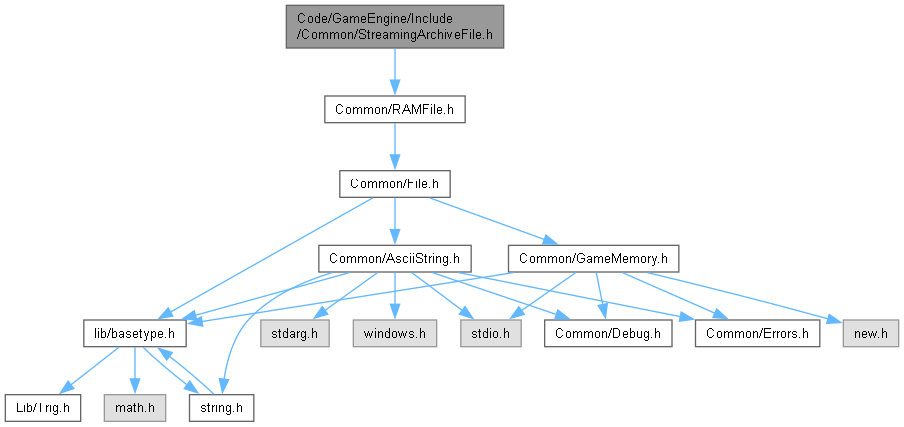 Code/GameEngine/Include
/Common/StreamingArchiveFile.h
Common/RAMFile.h
Common/File.h
Common/AsciiString.h
Common/GameMemory.h
lib/basetype.h
stdarg.h
windows.h
stdio.h
Common/Debug.h
Common/Errors.h
new.h
Lib/Trig.h
math.h
string.h